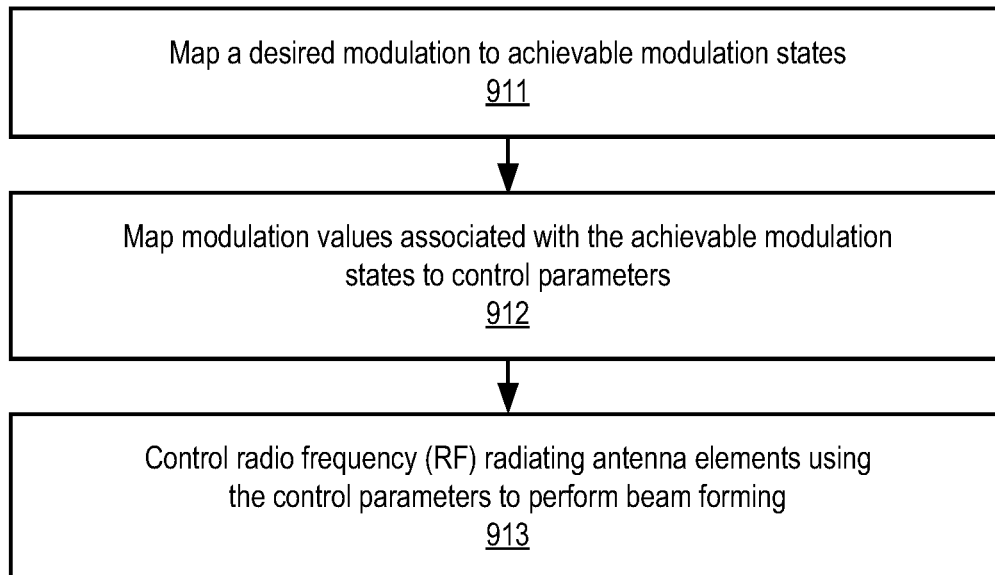 Map a desired modulation to achievable modulation states
911
Map modulation values associated with the achievable modulation
states to control parameters
912
Control radio frequency (RF) radiating antenna elements using
the control parameters to perform beam forming
913